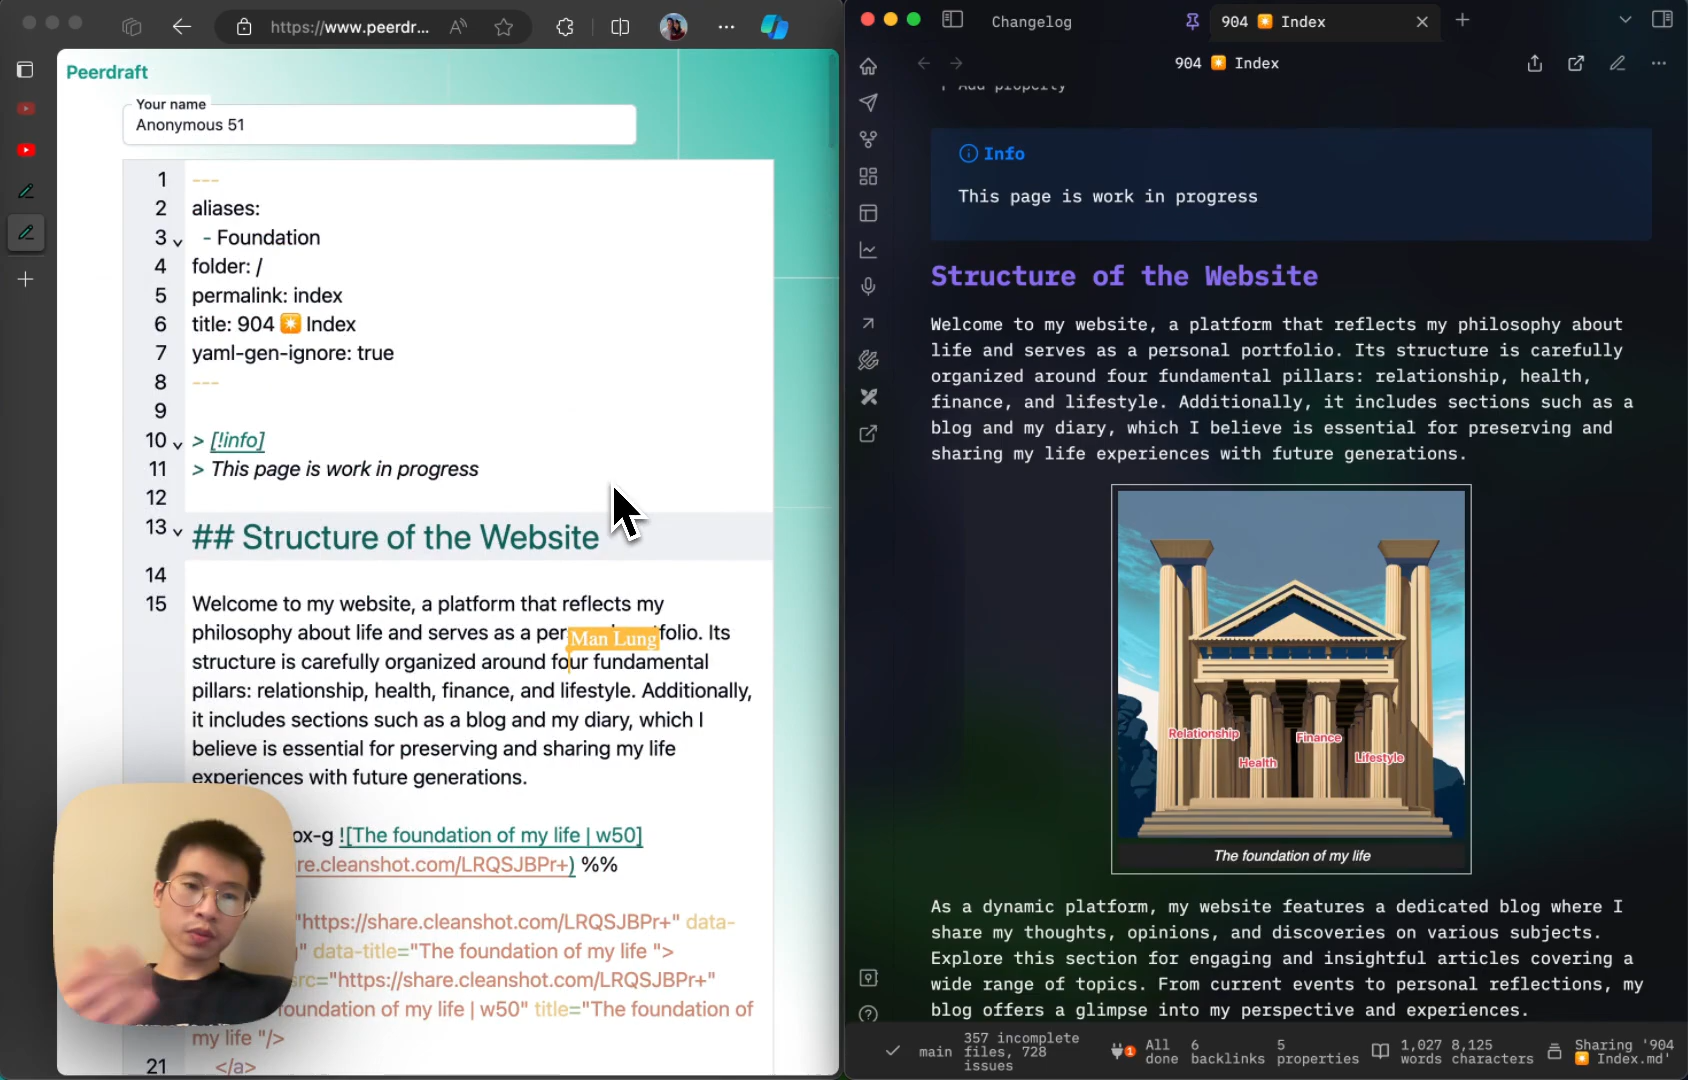 https://www.peerdr...
Peerdraft
Your name
Anonymous 51
1 ---
2 aliases:
3 - Foundation
4 folder: /
5 permalink: index
6 title: 904 ✴️ Index
7 yaml-gen-ignore: true
8 ---
9
10 > [!info]
11 > This page is work in progress
12
13 ## Structure of the Website
14
15 Welcome to my website, a platform that reflects my
philosophy about life and serves as a folio. Its
Man Lung
structure is carefully organized around four fundamental
pillars: relationship, health, finance, and lifestyle. Additionally,
it includes sections such as a blog and my diary, which I
believe is essential for preserving and sharing my life
experiences with future generations.
ox-g ![The foundation of my life | w50]
re.cleanshot.com/LRQSJBPr+) %%
"https://share.cleanshot.com/LRQSJBPr+" data-
g" data-title="The foundation of my life ">
src="https://share.cleanshot.com/LRQSJBPr+"
foundation of my life | w50" title="The foundation of
my life "/>
21 </a>
Changelog
904 ✴️ Index
904 ✴️ Index
Add property
Info
This page is work in progress
Structure of the Website
Welcome to my website, a platform that reflects my philosophy about
life and serves as a personal portfolio. Its structure is carefully
organized around four fundamental pillars: relationship, health,
finance, and lifestyle. Additionally, it includes sections such as a
blog and my diary, which I believe is essential for preserving and
sharing my life experiences with future generations.
Relationship
Finance
Health
Lifestyle
The foundation of my life
As a dynamic platform, my website features a dedicated blog where I
share my thoughts, opinions, and discoveries on various subjects.
Explore this section for engaging and insightful articles covering a
wide range of topics. From current events to personal reflections, my
blog offers a glimpse into my perspective and experiences.
main
357 incomplete
files, 728
issues
1
All
done
6
backlinks
5
properties
1,027
words
8,125
characters
Sharing '904
✴️ Index.md'